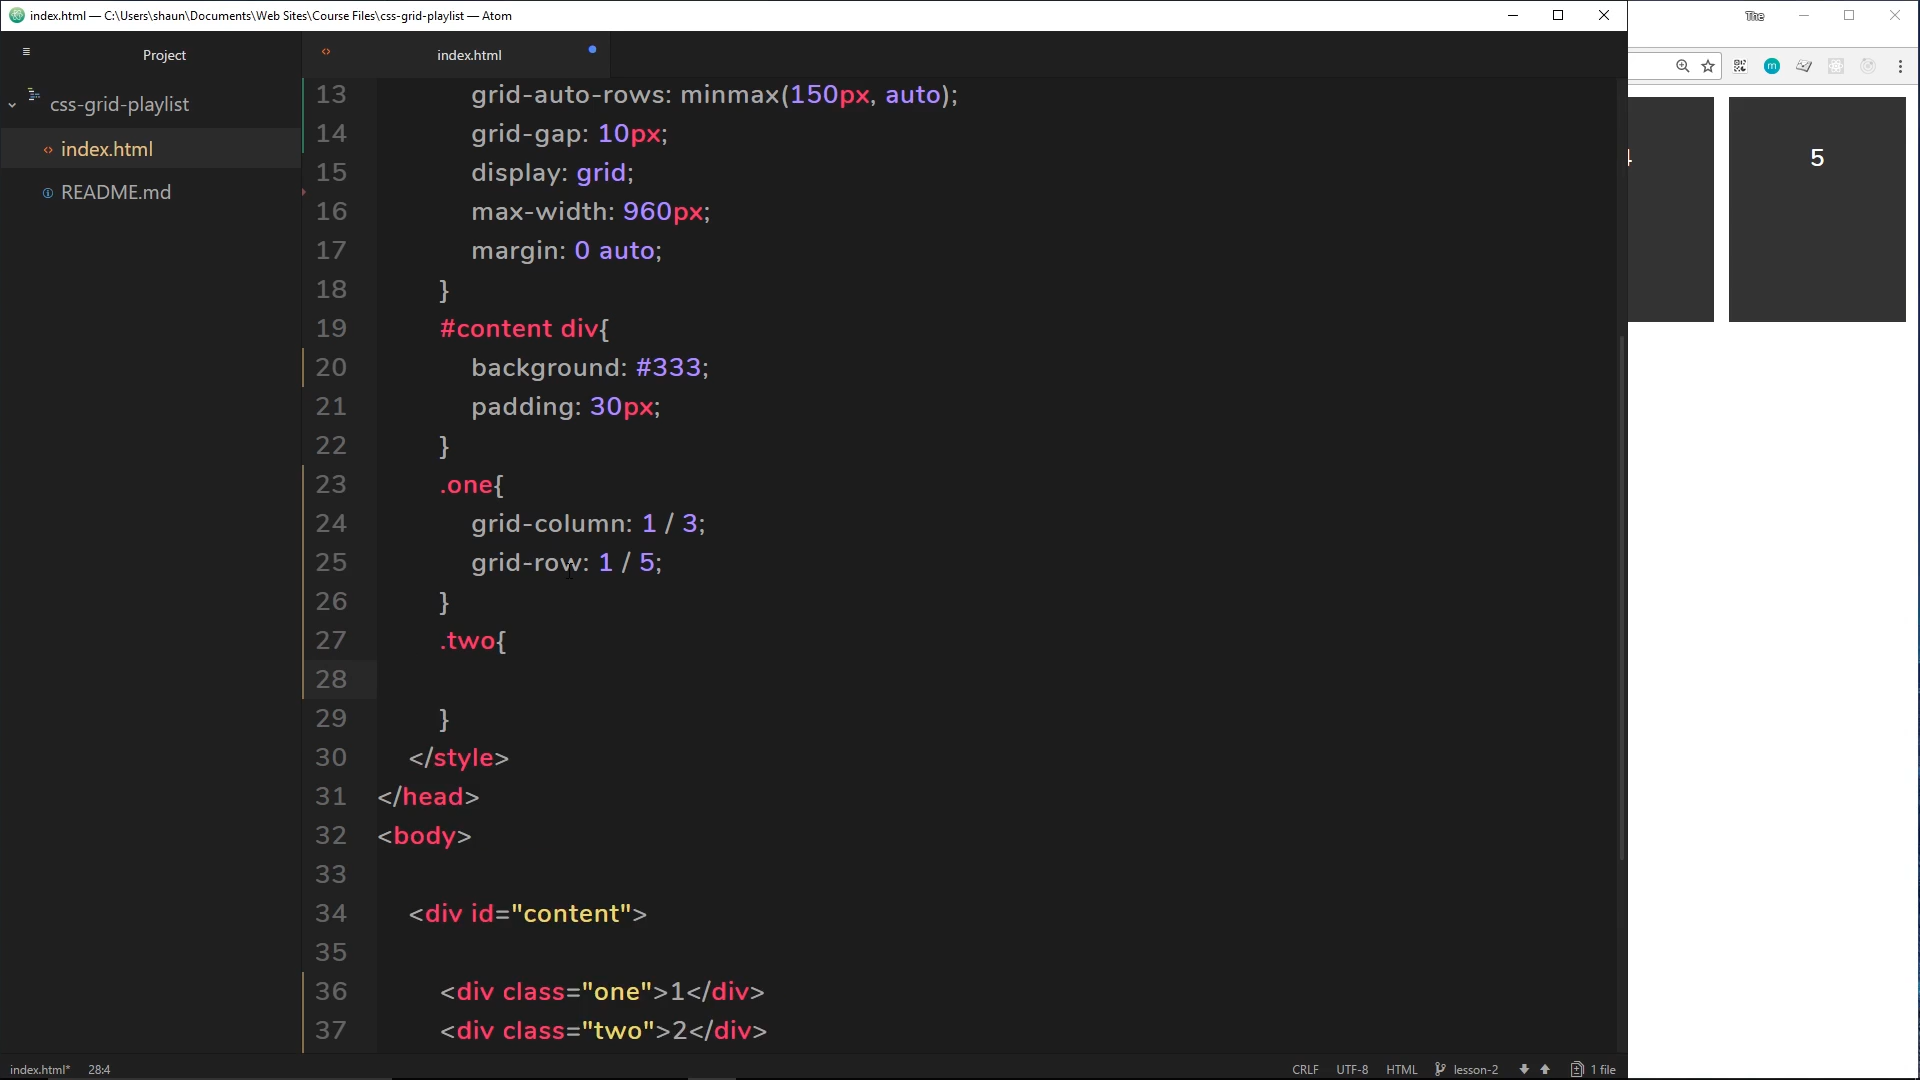 index.html — C:\Users\shaun\Documents\Web Sites\Course Files\css-grid-playlist — Atom
The
Project
index.html
css-grid-playlist
index.html
README.md
13 grid-auto-rows: minmax(150px, auto);
14 grid-gap: 10px;
15 display: grid;
16 max-width: 960px;
17 margin: 0 auto;
18 }
19 #content div{
20 background: #333;
21 padding: 30px;
22 }
23 .one{
24 grid-column: 1 / 3;
25 grid-row: 1 / 5;
26 }
27 .two{
28
29 }
30 </style>
31 </head>
32 <body>
33
34 <div id="content">
35
36 <div class="one">1</div>
37 <div class="two">2</div>
m
5
index.html* 28:4
CRLF UTF-8 HTML lesson-2 1 file